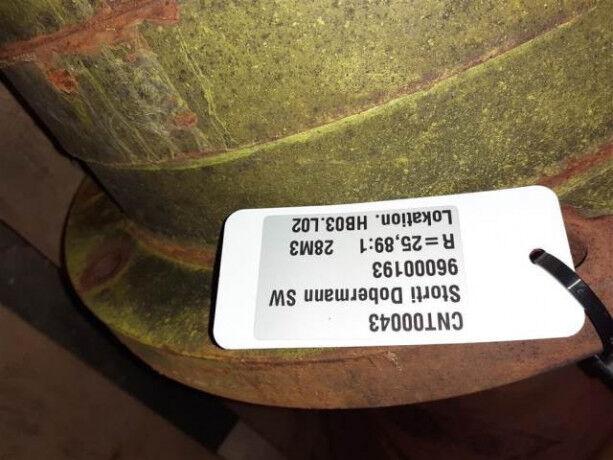 CNT00043
Storti Dobermann SW
96000193
R=25,89:1 28M3
Lokation. HB03.L02